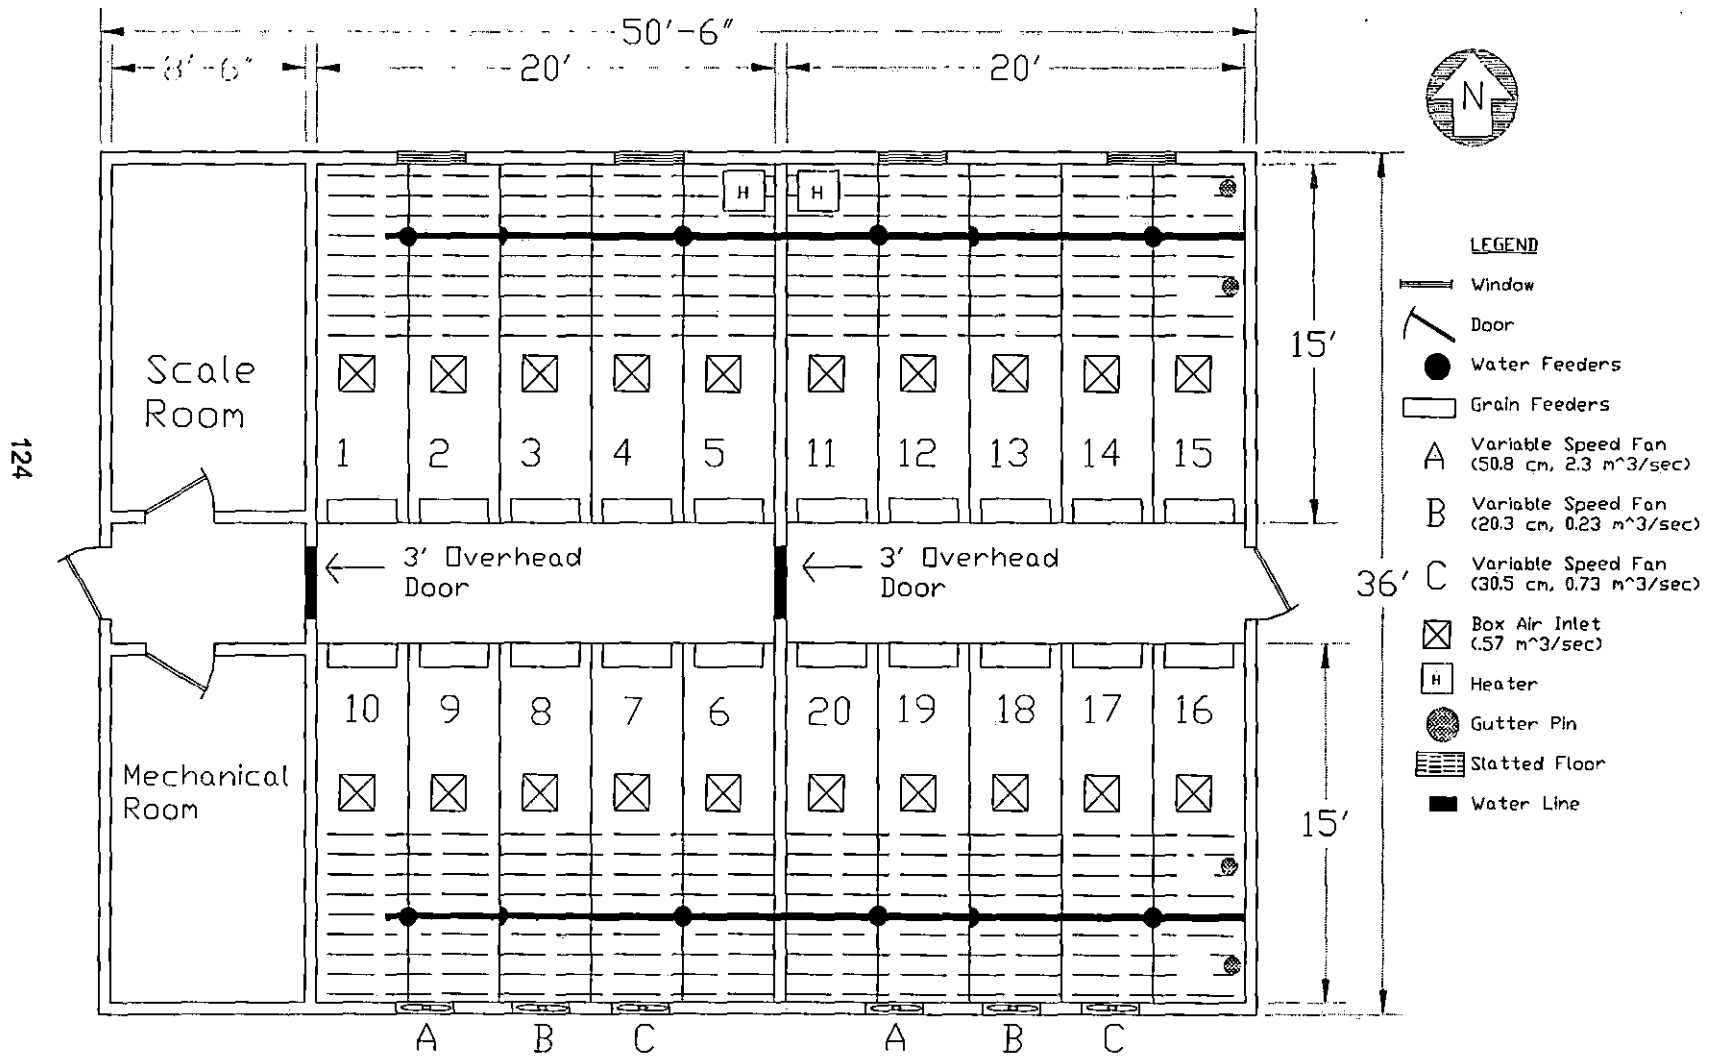 50'-6"
8'-6"
20'
20'
N
H
H
LEGEND
Window
Door
15'
Water Feeders
Scale
Room
Grain Feeders
124
1
2
3
4
5
11
12
13
14
15
A
Variable Speed Fan
(50.8 cm, 2.3 m^3/sec)
B
Variable Speed Fan
(20.3 cm, 0.23 m^3/sec)
3' Overhead
Door
3' Overhead
Door
36'
C
Variable Speed Fan
(30.5 cm, 0.73 m^3/sec)
Box Air Inlet
(.57 m^3/sec)
H
Heater
10
9
8
7
6
20
19
18
17
16
Gutter Pin
Mechanical
Room
Slatted Floor
15'
Water Line
A
B
C
A
B
C